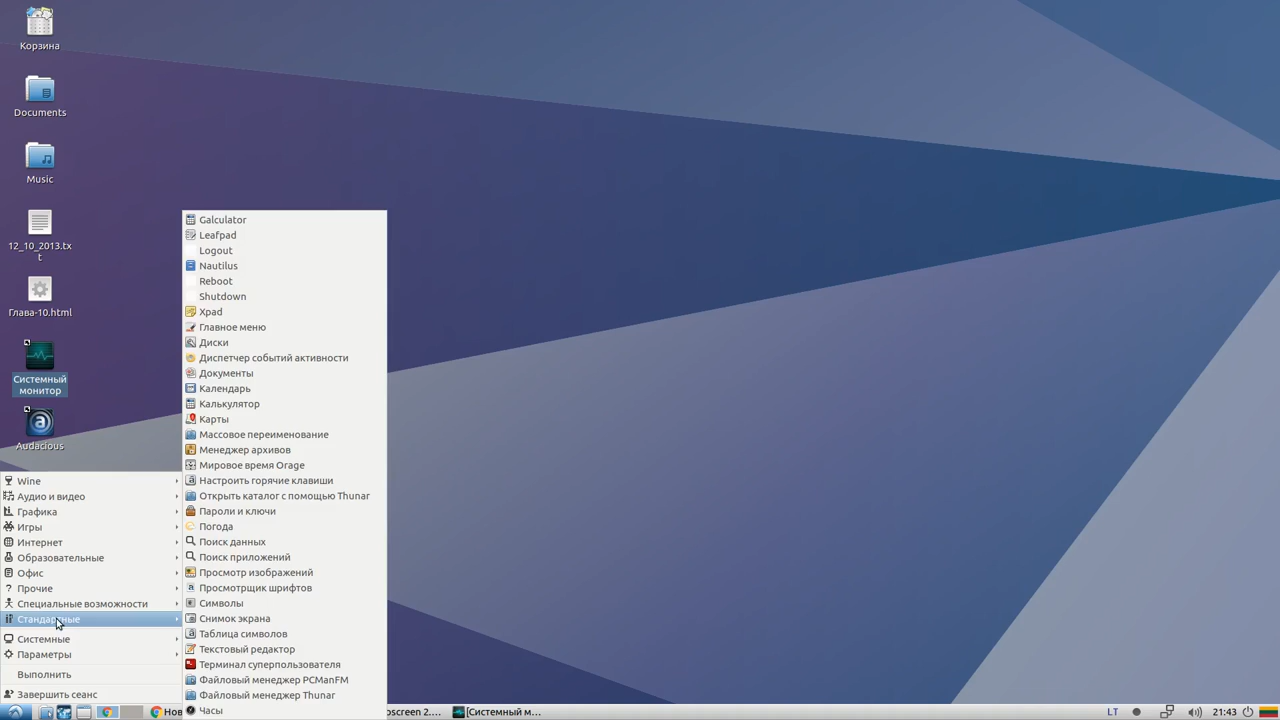 Корзина
Documents
Music
12_10_2013.tx
t
Глава-10.html
Системный
монитор
Audacious
Wine
Аудио и видео
Графика
Игры
Интернет
Образовательные
Офис
Прочие
Специальные возможности
Стандартные
Системные
Параметры
Выполнить
Завершить сеанс
Galculator
Leafpad
Logout
Nautilus
Reboot
Shutdown
Xpad
Главное меню
Диски
Диспетчер событий активности
Документы
Календарь
Калькулятор
Карты
Массовое переименование
Менеджер архивов
Мировое время Orage
Настроить горячие клавиши
Открыть каталог с помощью Thunar
Пароли и ключи
Погода
Поиск данных
Поиск приложений
Просмотр изображений
Просмотрщик шрифтов
Символы
Снимок экрана
Таблица символов
Текстовый редактор
Терминал суперпользователя
Файловый менеджер PCManFM
Файловый менеджер Thunar
Часы
Нов
oscreen 2....
[Системный м...
LT
21:43